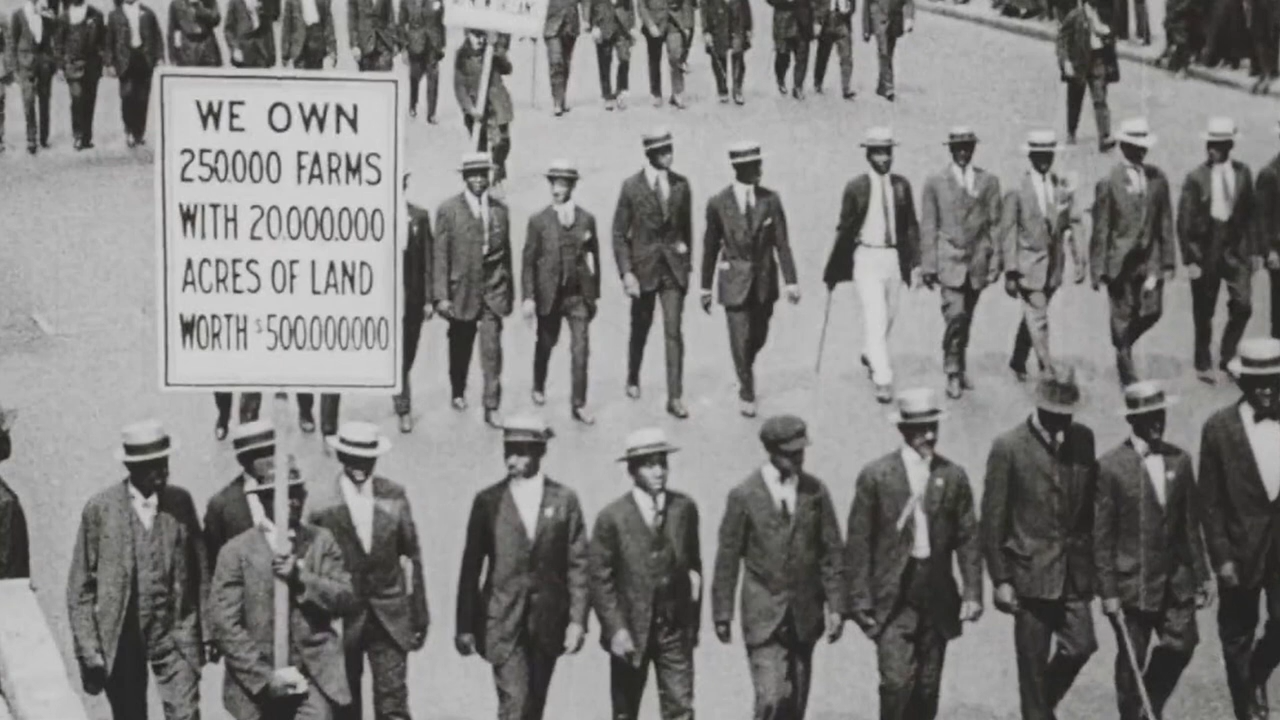 WE OWN
250.000 FARMS
WITH 20.000.000
ACRES OF LAND
WORTH $500.000.000